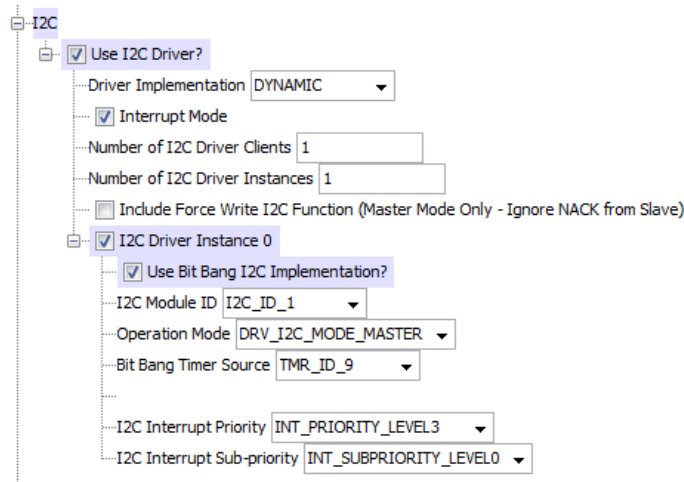 I2C
Use I2C Driver?
Driver Implementation DYNAMIC
Interrupt Mode
Number of I2C Driver Clients 1
Number of I2C Driver Instances 1
Include Force Write I2C Function (Master Mode Only - Ignore NACK from Slave)
I2C Driver Instance 0
Use Bit Bang I2C Implementation?
I2C Module ID I2C_ID_1
Operation Mode DRV_I2C_MODE_MASTER
Bit Bang Timer Source TMR_ID_9
I2C Interrupt Priority INT_PRIORITY_LEVEL3
I2C Interrupt Sub-priority INT_SUBPRIORITY_LEVEL0